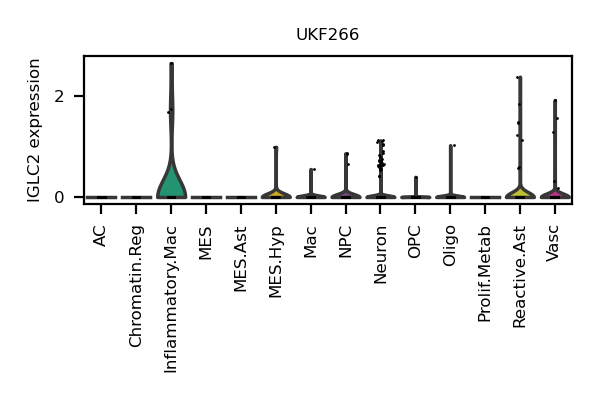 UKF266
IGLC2 expression
2
0
AC
Chromatin.Reg
Inflammatory.Mac
MES
MES.Ast
MES.Hyp
Mac
NPC
Neuron
OPC
Oligo
Prolif.Metab
Reactive.Ast
Vasc